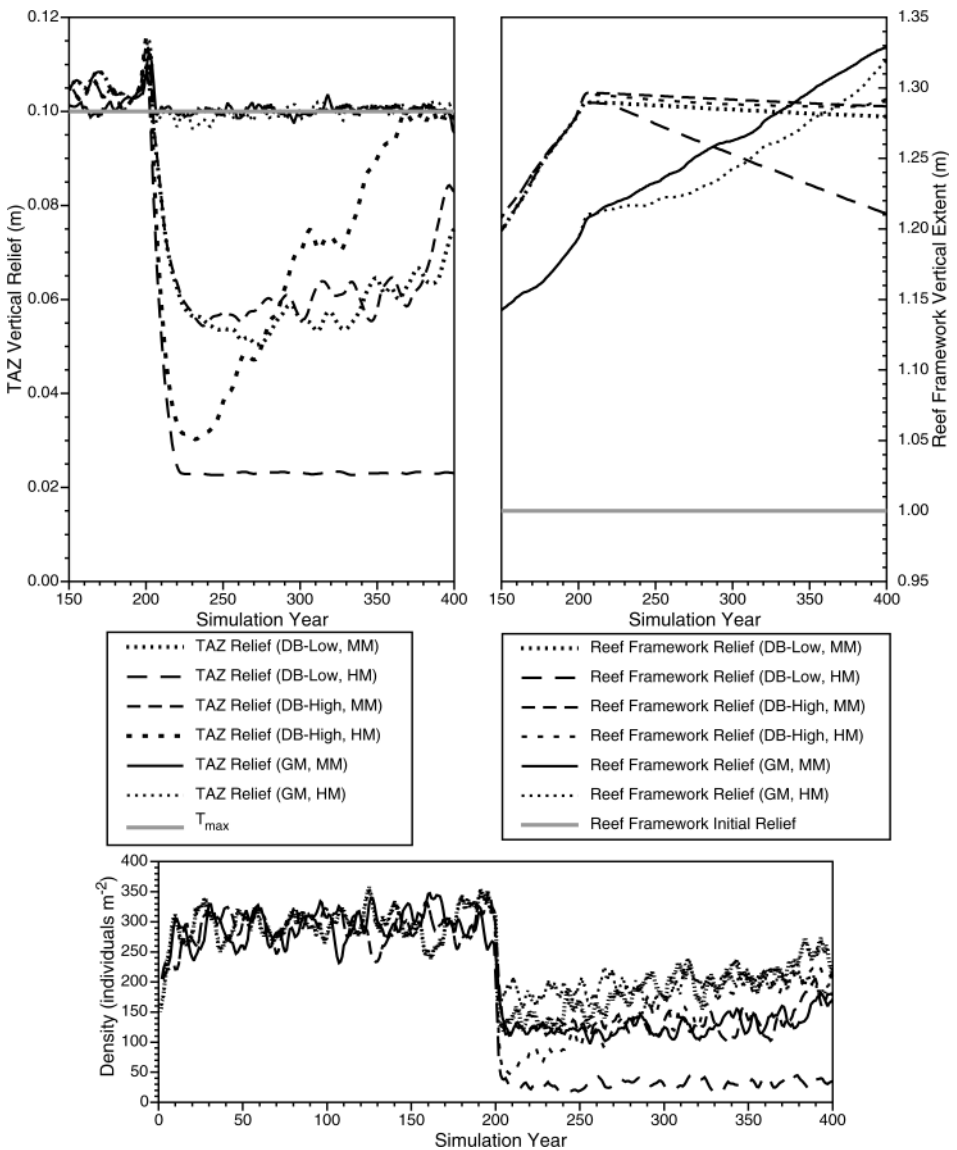 0.12
0.10
0.08
0.06
0.04
0.02
0.00
TAZ Vertical Relief (m)
150 200 250 300 350 400
Simulation Year
1.35
1.30
1.25
1.20
1.15
1.10
1.05
1.00
0.95
Reef Framework Vertical Extent (m)
150 200 250 300 350 400
Simulation Year
TAZ Relief (DB-Low, MM)
TAZ Relief (DB-Low, HM)
TAZ Relief (DB-High, MM)
TAZ Relief (DB-High, HM)
TAZ Relief (GM, MM)
TAZ Relief (GM, HM)
Tmax
Reef Framework Relief (DB-Low, MM)
Reef Framework Relief (DB-Low, HM)
Reef Framework Relief (DB-High, MM)
Reef Framework Relief (DB-High, HM)
Reef Framework Relief (GM, MM)
Reef Framework Relief (GM, HM)
Reef Framework Initial Relief
400
350
300
250
200
150
100
50
0
Density (individuals m-2)
0 50 100 150 200 250 300 350 400
Simulation Year